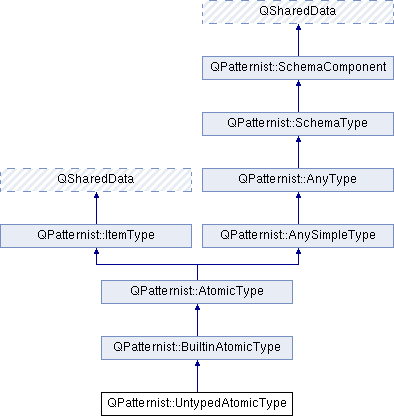 QSharedData
QPatternist::SchemaComponent
QPatternist::SchemaType
QSharedData
QPatternist::AnyType
QPatternist::ItemType
QPatternist::AnySimpleType
QPatternist::AtomicType
QPatternist::BuiltinAtomicType
QPatternist::UntypedAtomicType